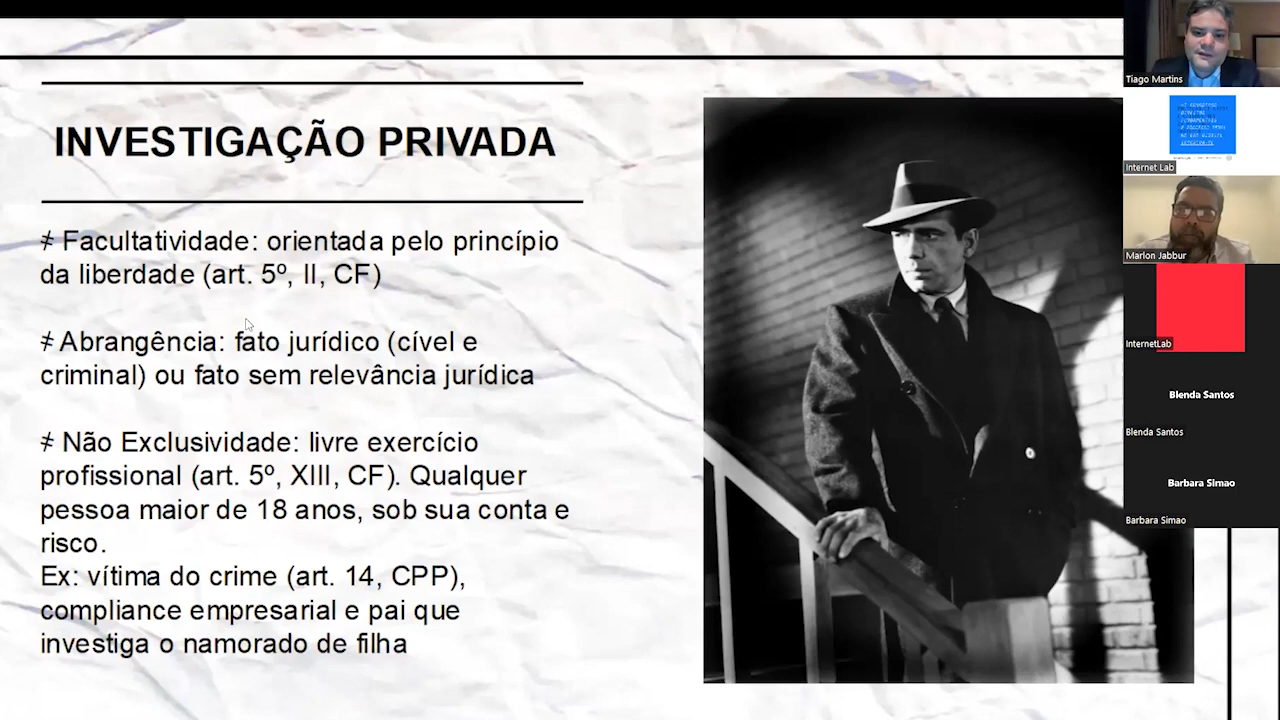 INVESTIGAÇÃO PRIVADA
≠ Facultatividade: orientada pelo princípio
da liberdade (art. 5º, II, CF)
≠ Abrangência: fato jurídico (cível e
criminal) ou fato sem relevância jurídica
≠ Não Exclusividade: livre exercício
profissional (art. 5º, XIII, CF). Qualquer
pessoa maior de 18 anos, sob sua conta e
risco.
Ex: vítima do crime (art. 14, CPP),
compliance empresarial e pai que
investiga o namorado de filha
Tiago Martins
Internet Lab
Marlon Jabbur
InternetLab
Blenda Santos
Blenda Santos
Barbara Simao
Barbara Simao